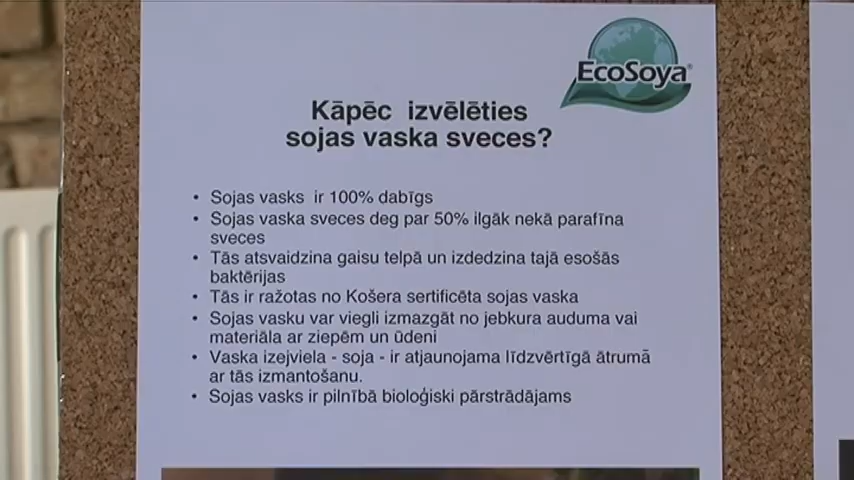 EcoSoya®
Kāpēc izvēlēties
sojas vaska sveces?
• Sojas vasks ir 100% dabīgs
• Sojas vaska sveces deg par 50% ilgāk nekā parafīna
sveces
• Tās atsvaidzina gaisu telpā un izdedzina tajā esošās
baktērijas
• Tās ir ražotas no Košera sertificēta sojas vaska
• Sojas vasku var viegli izmazgāt no jebkura auduma vai
materiāla ar ziepēm un ūdeni
• Vaska izejviela - soja - ir atjaunojama līdzvērtīgā ātrumā
ar tās izmantošanu.
• Sojas vasks ir pilnībā bioloģiski pārstrādājams